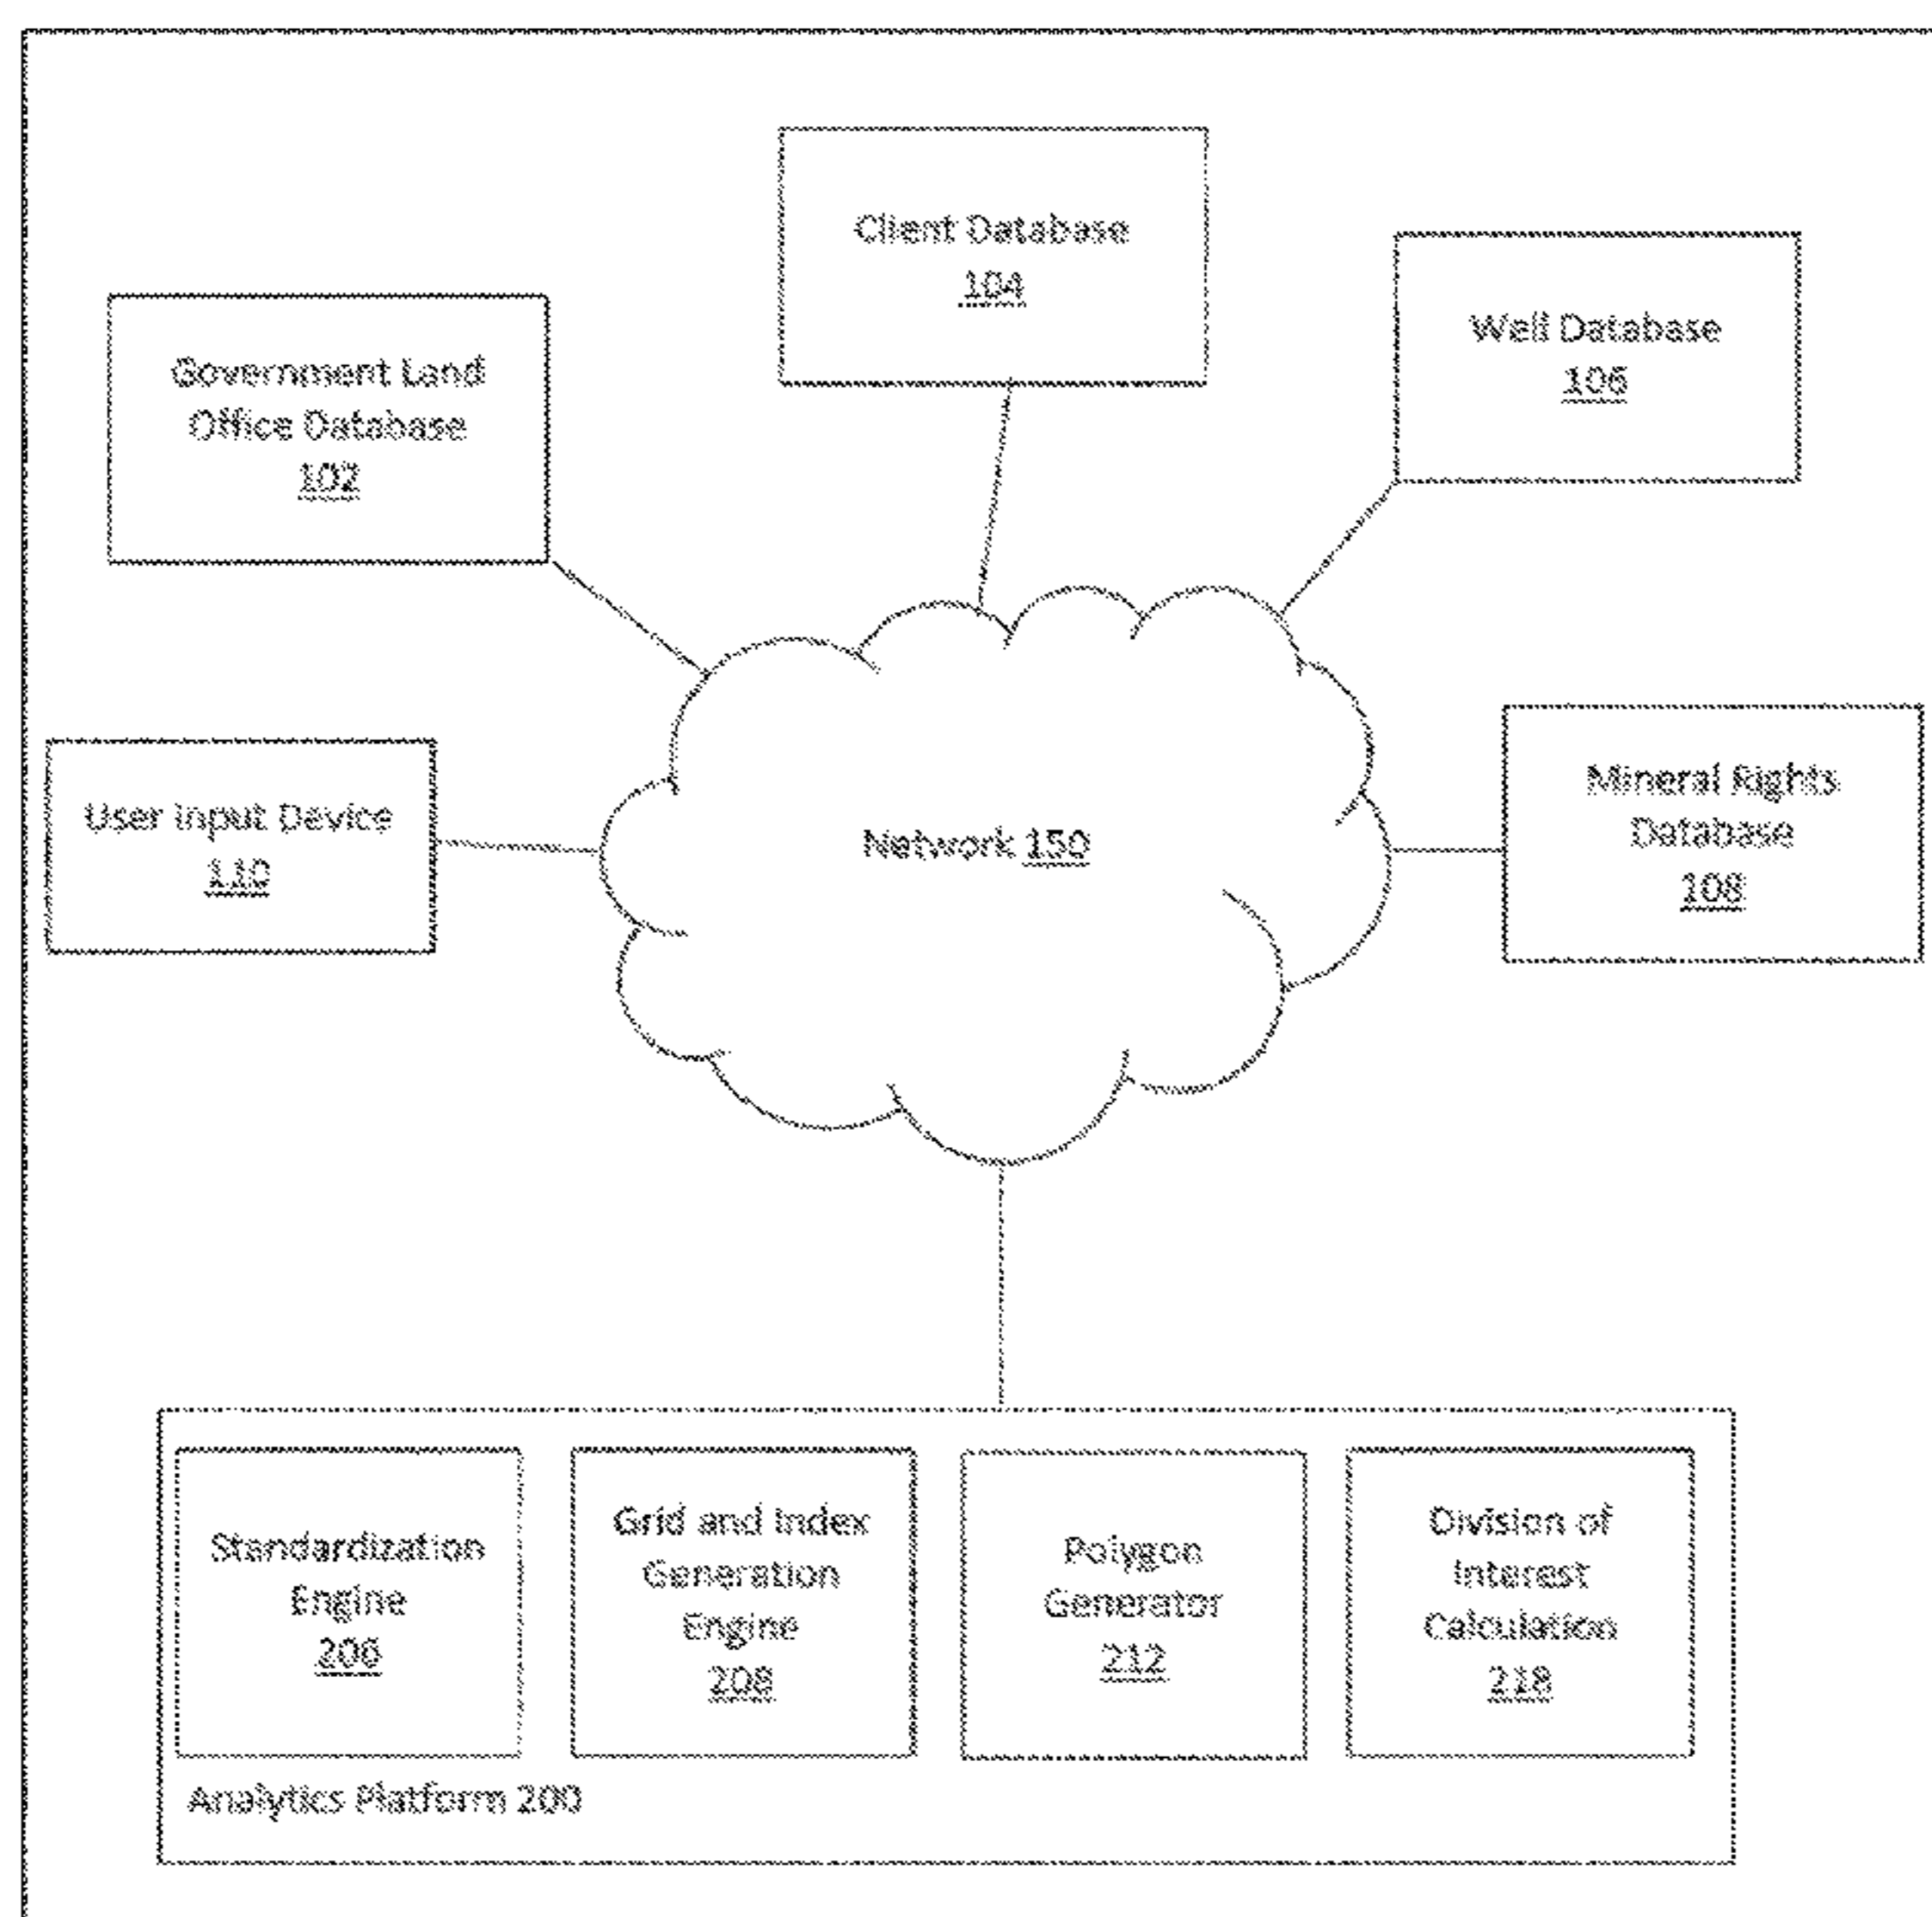 Client Database
104
Well Database
106
Government Land
Office Database
102
User Input Device
110
Network 150
Mineral Rights
Database
108
Standardization
Engine
206
Grid and Index
Generation
Engine
208
Polygon
Generator
212
Division of
Interest
Calculation
218
Analytics Platform 200